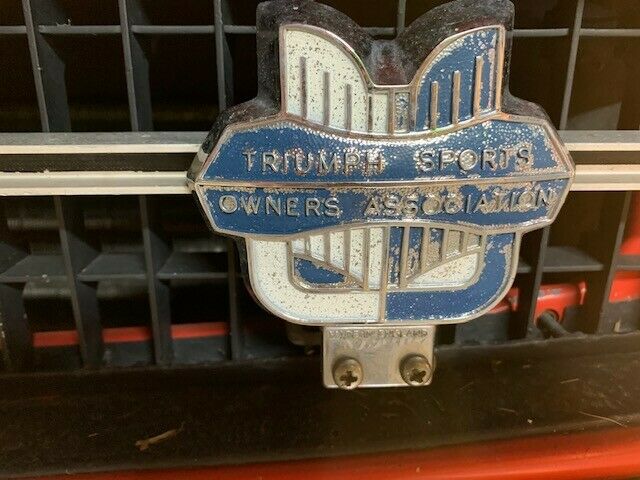 TRIUMPH SPORTS
OWNERS ASSOCIATION